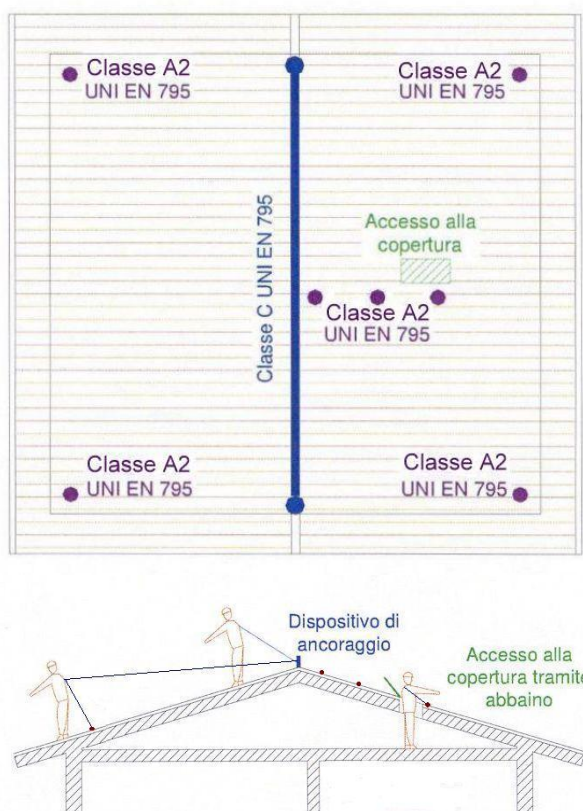 Classe A2
UNI EN 795
Classe A2
UNI EN 795
Classe C UNI EN 795
Accesso alla
copertura
Classe A2
UNI EN 795
Classe A2
UNI EN 795
Classe A2
UNI EN 795
Dispositivo di
ancoraggio
Accesso alla
copertura tramite
abbaino